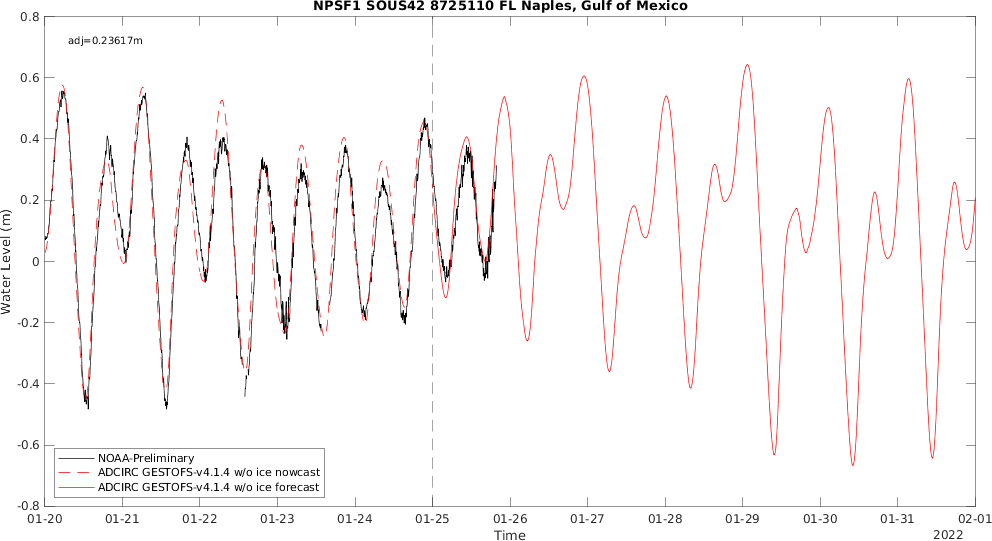 NPSF1 SOUS42 8725110 FL Naples, Gulf of Mexico
adj=0.23617m
0.8
0.6
0.4
0.2
0
-0.2
-0.4
-0.6
-0.8
Water Level (m)
NOAA-Preliminary
ADCIRC GESTOFS-v4.1.4 w/o ice nowcast
ADCIRC GESTOFS-v4.1.4 w/o ice forecast
01-20 01-21 01-22 01-23 01-24 01-25 01-26 01-27 01-28 01-29 01-30 01-31 02-01
Time
2022